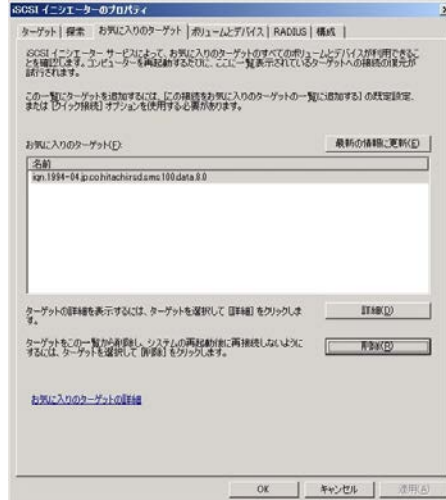 iSCSI イニシエーターのプロパティ
ターゲット 探索 お気に入りのターゲット ボリュームとデバイス RADIUS 構成
iSCSI イニシエーター サービスによって、お気に入りのターゲットのすべてのボリュームとデバイスが利用できるこ
とを確認します。コンピューターを再起動するたびに、ここに一覧表示されているターゲットへの接続の復元が
試行されます。
この一覧にターゲットを追加するには、[この接続をお気に入りのターゲットの一覧に追加する] の既定設定、
または [クイック接続] オプションを使用する必要があります。
お気に入りのターゲット(F):
最新の情報に更新(E)
名前
iqn.1994-04.jp.co.hitachi:rsd.sms100.data.8.0
ターゲットの詳細を表示するには、ターゲットを選択して [詳細] をクリックしま
す。
詳細(D)
ターゲットをこの一覧から削除し、システムの再起動後に再接続しないように
するには、ターゲットを選択して [削除] をクリックします。
削除(R)
お気に入りのターゲットの詳細
OK キャンセル 適用(A)